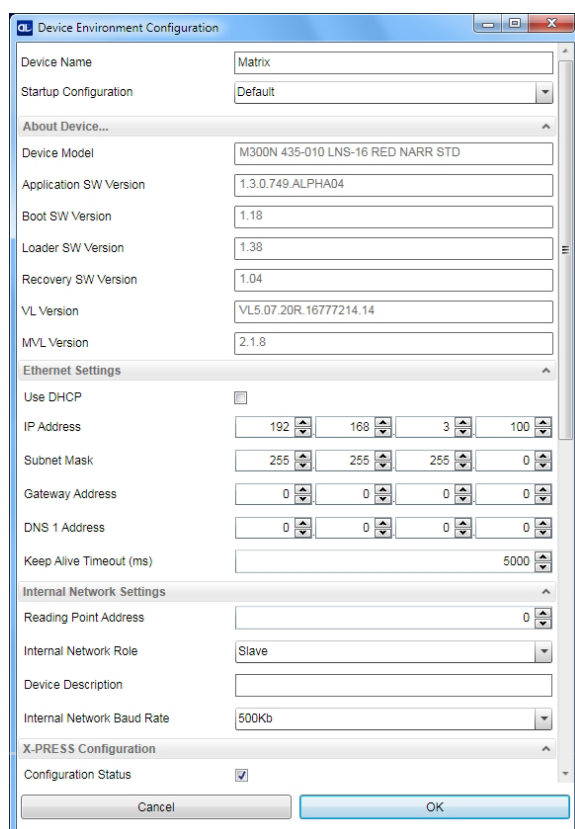 Device Environment Configuration
Device Name Matrix
Startup Configuration Default
About Device...
Device Model M300N 435-010 LNS-16 RED NARR STD
Application SW Version 1.3.0.749.ALPHA04
Boot SW Version 1.18
Loader SW Version 1.38
Recovery SW Version 1.04
VL Version VL5.07.20R.16777214.14
MVL Version 2.1.8
Ethernet Settings
Use DHCP
IP Address 192 . 168 . 3 . 100
Subnet Mask 255 . 255 . 255 . 0
Gateway Address 0 . 0 . 0 . 0
DNS 1 Address 0 . 0 . 0 . 0
Keep Alive Timeout (ms) 5000
Internal Network Settings
Reading Point Address 0
Internal Network Role Slave
Device Description
Internal Network Baud Rate 500Kb
X-PRESS Configuration
Configuration Status
Cancel OK